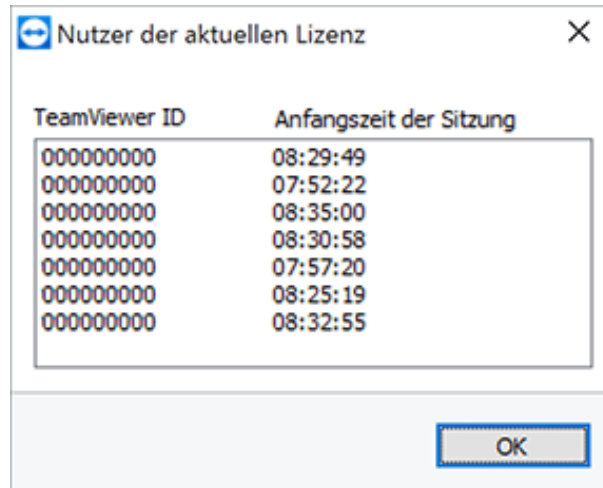 Nutzer der aktuellen Lizenz
TeamViewer ID Anfangszeit der Sitzung
000000000 08:29:49
000000000 07:52:22
000000000 08:35:00
000000000 08:30:58
000000000 07:57:20
000000000 08:25:19
000000000 08:32:55
OK